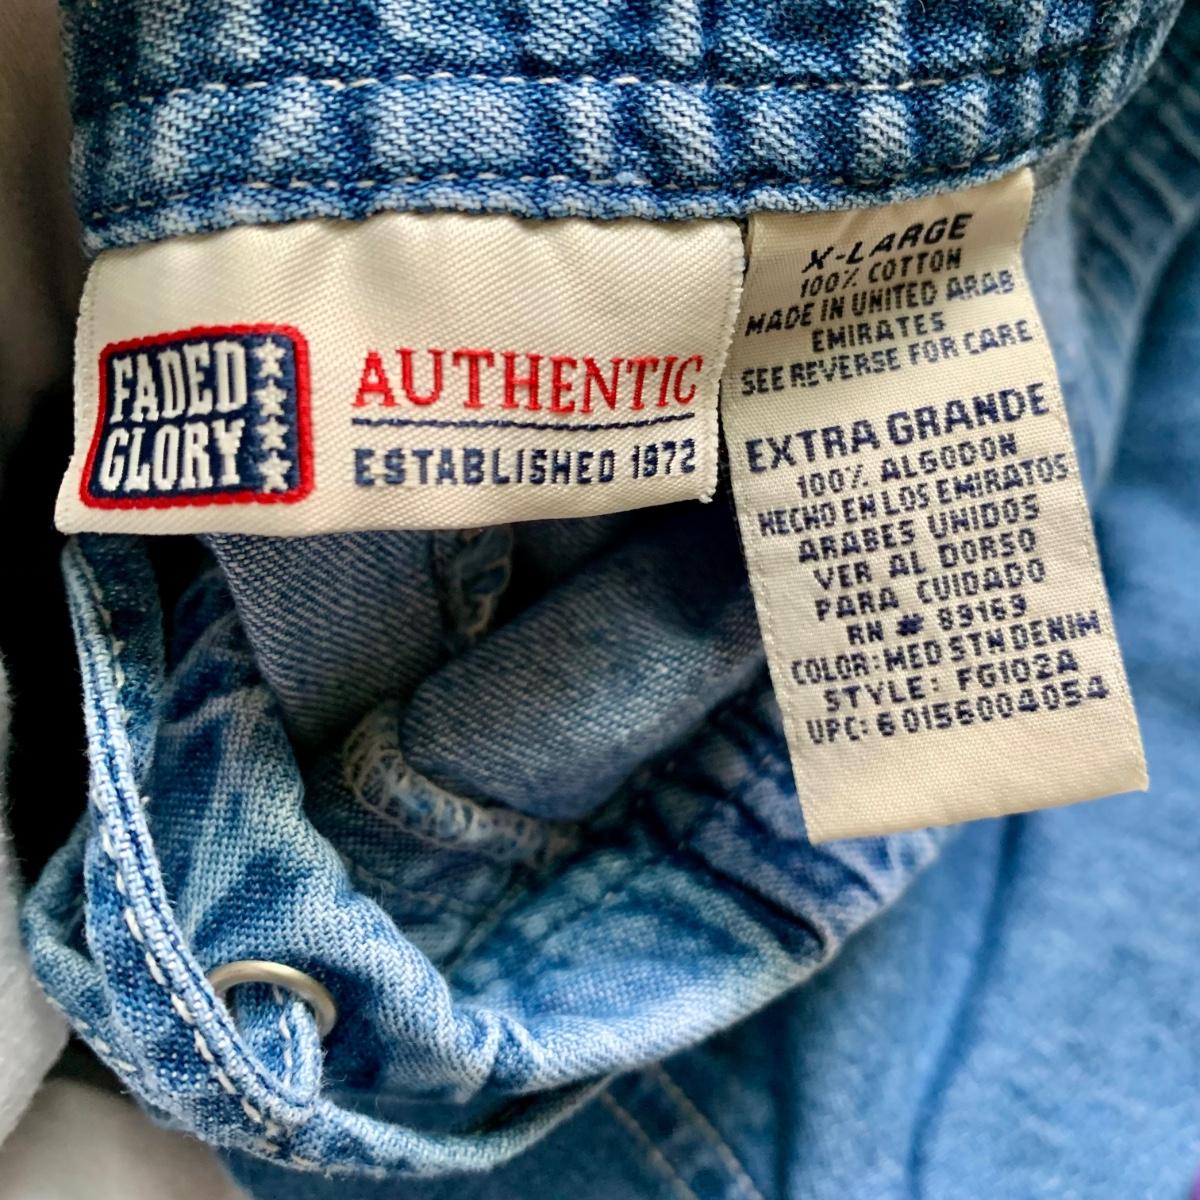 FADED
GLORY
AUTHENTIC
ESTABLISHED 1972
X-LARGE
100% COTTON
MADE IN UNITED ARAB
EMIRATES
SEE REVERSE FOR CARE
EXTRA GRANDE
100% ALGODON
HECHO EN LOS EMIRATOS
ARABES UNIDOS
VER AL DORSO
PARA CUIDADO
RN # 89169
COLOR: MED STN DENIM
STYLE: FG102A
UPC: 6 0156004054